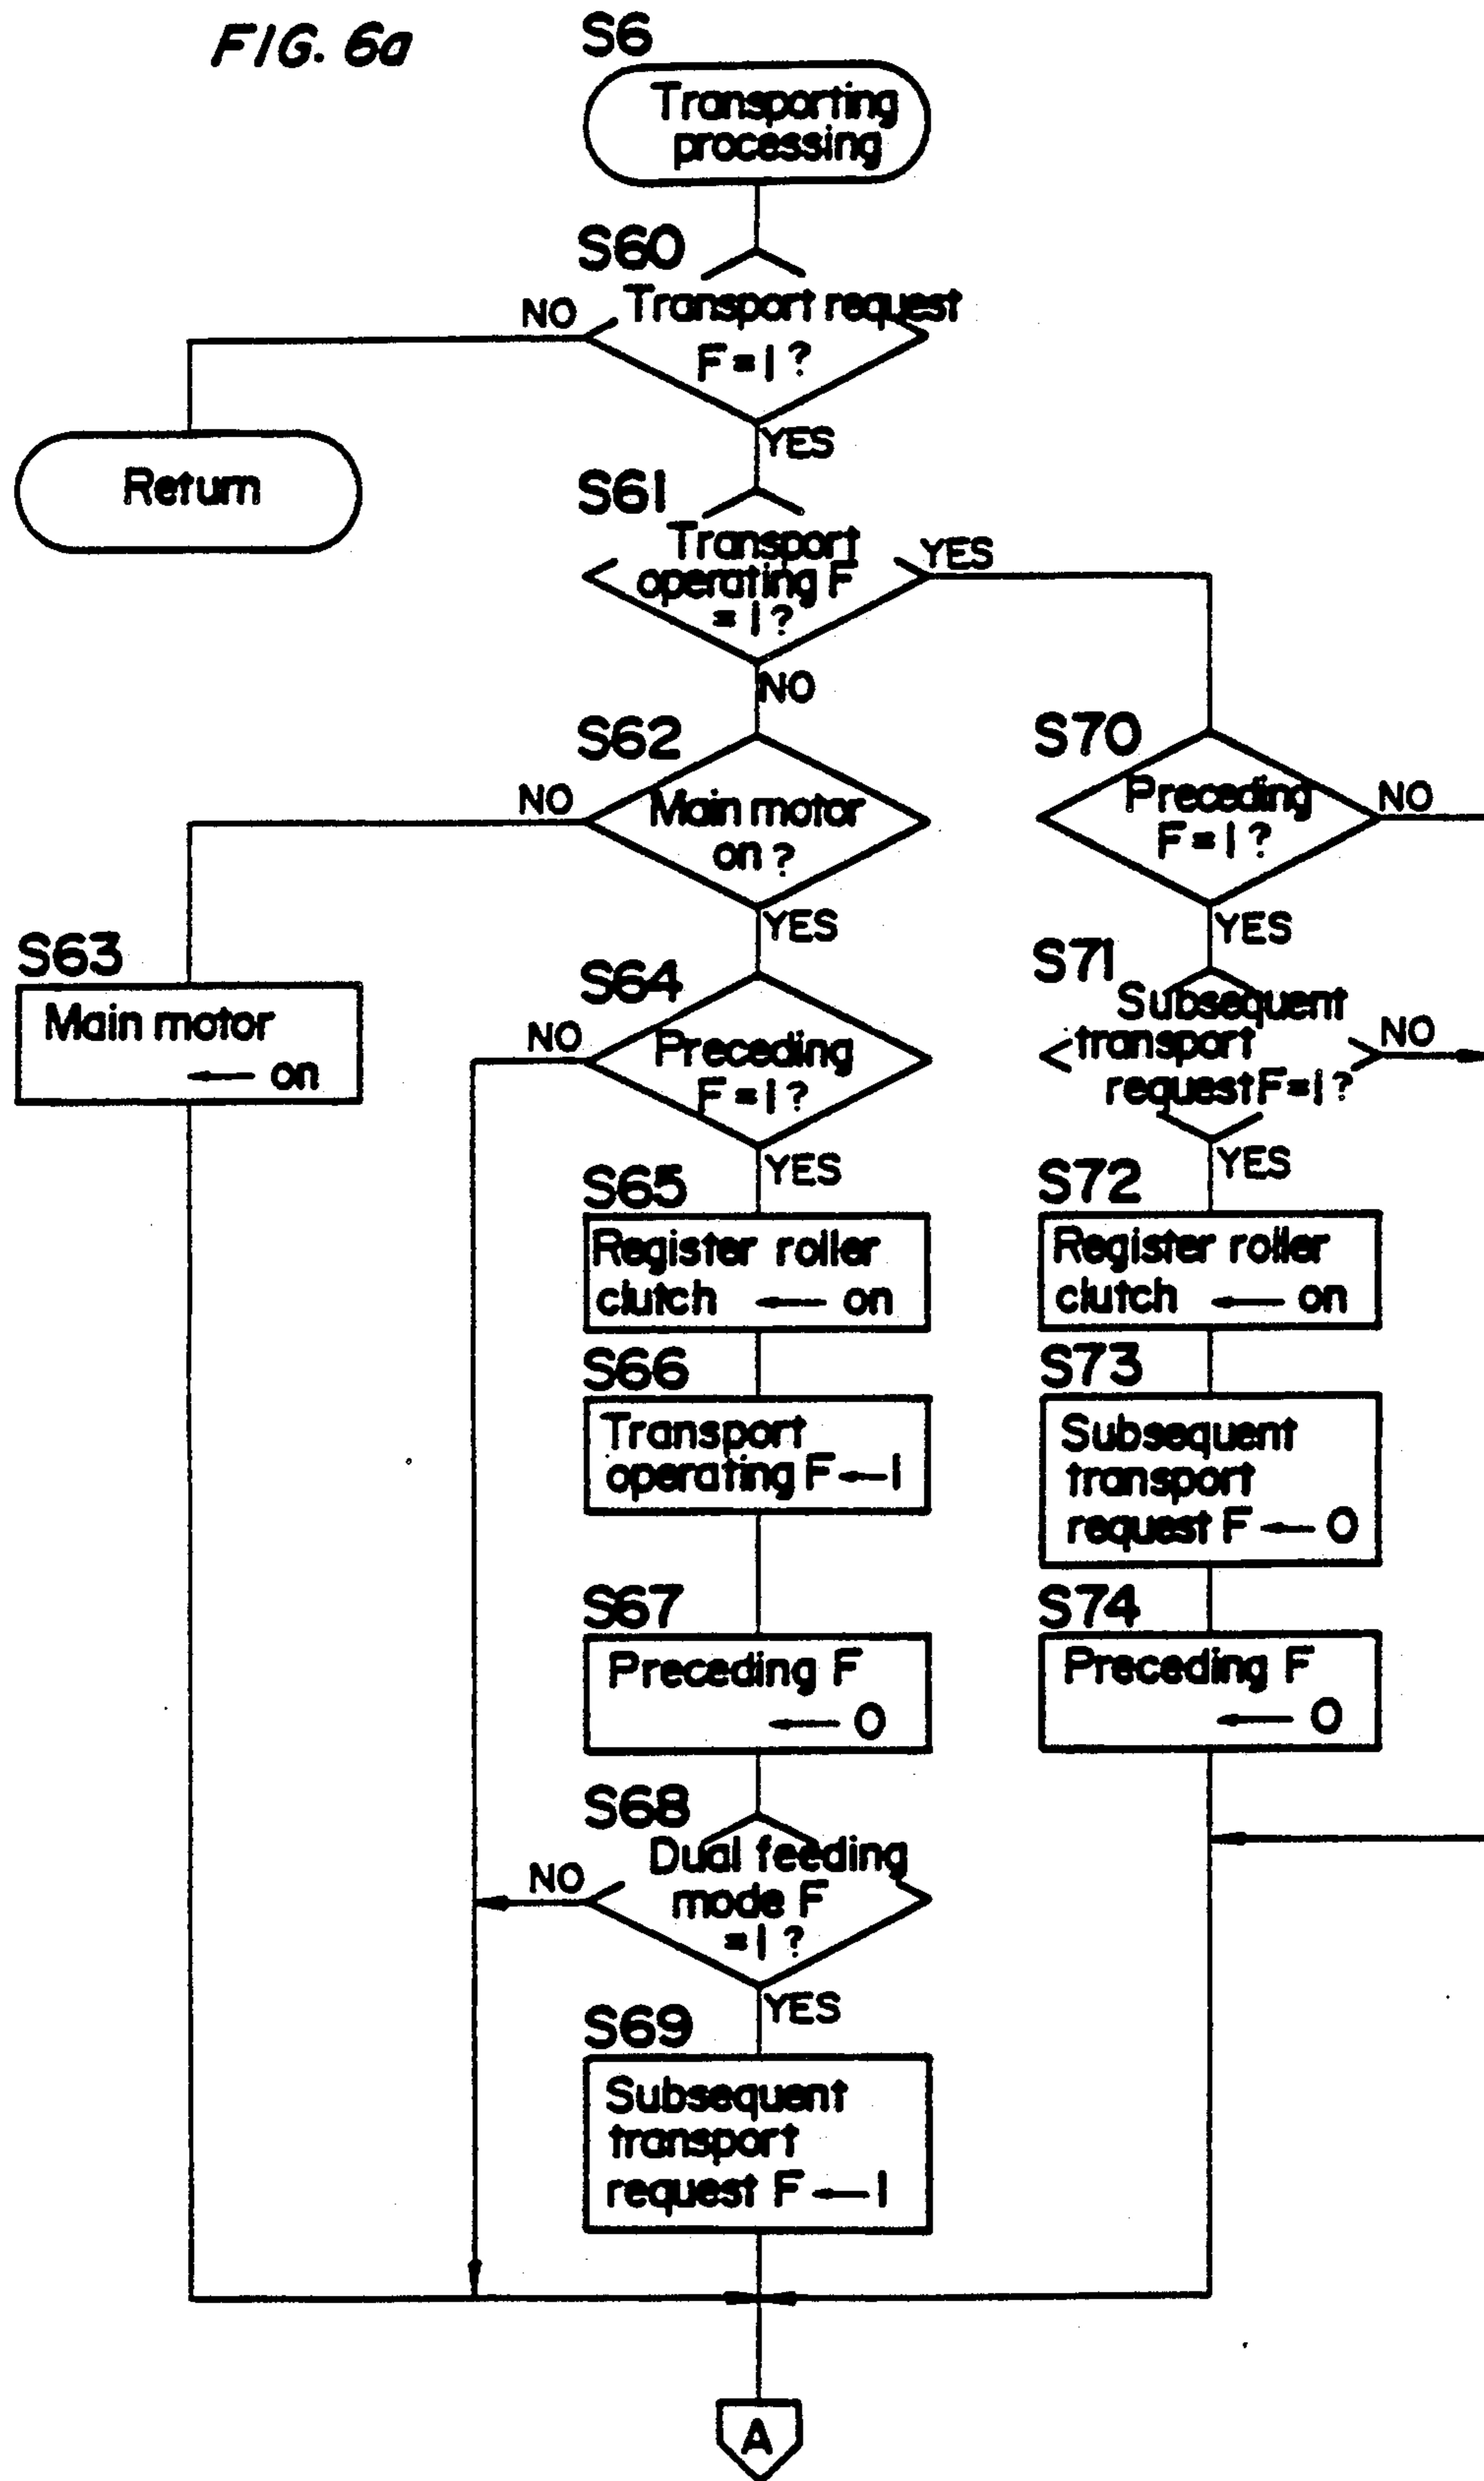 FIG. 6a
S6
Transporting
processing
S60
Transport request
F=1?
NO
YES
Return
S61
Transport
operating F
=1?
YES
NO
S62
Main motor
on?
NO
YES
S70
Preceding
F=1?
NO
YES
S63
Main motor
← on
S64
Preceding
F=1?
NO
YES
S71
Subsequent
transport
request F=1?
NO
YES
S65
Register roller
clutch ← on
S72
Register roller
clutch ← on
S66
Transport
operating F←1
S73
Subsequent
transport
request F ← 0
S67
Preceding F
← 0
S74
Preceding F
← 0
S68
Dual feeding
mode F
=1?
NO
YES
S69
Subsequent
transport
request F ← 1
A